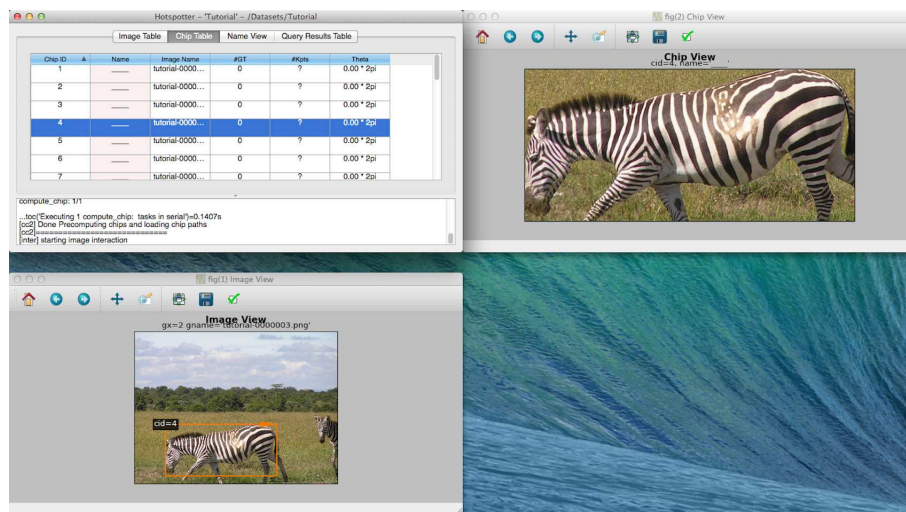 Hotspotter - 'Tutorial' - /Datasets/Tutorial
Image Table Chip Table Name View Query Results Table
Chip ID Name Image Name #GT #Kpts Theta
1 ____ tutorial-0000... 0 ? 0.00 * 2pi
2 ____ tutorial-0000... 0 ? 0.00 * 2pi
3 ____ tutorial-0000... 0 ? 0.00 * 2pi
4 ____ tutorial-0000... 0 ? 0.00 * 2pi
5 ____ tutorial-0000... 0 ? 0.00 * 2pi
6 ____ tutorial-0000... 0 ? 0.00 * 2pi
7 ____ tutorial-0000... 0 ? 0.00 * 2pi
compute_chip: 1/1
...toc('Executing 1 compute_chip: tasks in serial')=0.1407s
[cc2] Done Precomputing chips and loading chip paths
[cc2]=============================
[inter] starting image interaction
fig(2) Chip View
Chip View
cid=4, name='____'
fig(1) Image View
Image View
gx=2 gname='tutorial-0000003.png'
cid=4